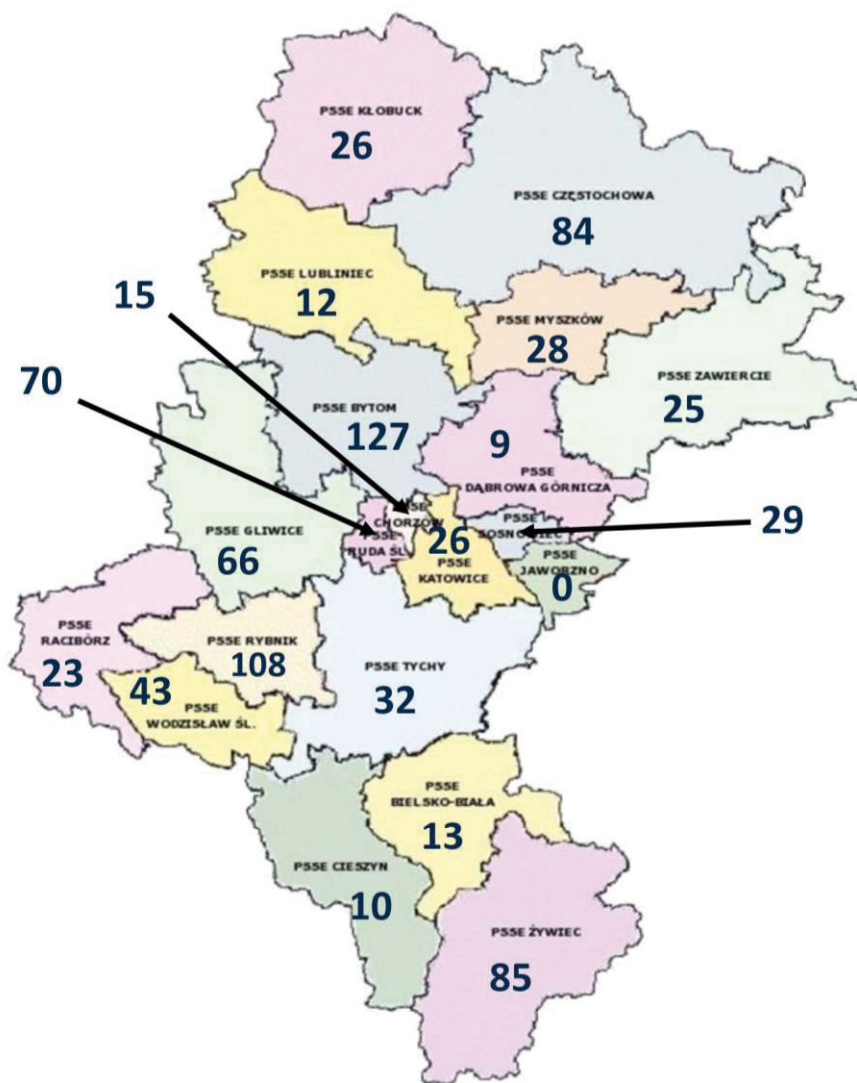 PSSE KŁOBUCK
26
PSSE CZĘSTOCHOWA
84
PSSE LUBLINIEC
12
15
PSSE MYSZKÓW
28
70
PSSE ZAWIERCIE
25
PSSE BYTOM
127
9
PSSE
DĄBROWA GÓRNICZA
PSSE
CHORZÓW
PSSE
RUDA ŚL.
PSSE
SOSNOWIEC
29
PSSE GLIWICE
66
26
PSSE
KATOWICE
PSSE
JAWORZNO
0
PSSE
RACIBÓRZ
23
PSSE RYBNIK
108
PSSE TYCHY
32
43
PSSE
WODZISŁAW ŚL.
PSSE
BIELSKO-BIAŁA
13
PSSE CIESZYN
10
PSSE ŻYWIEC
85